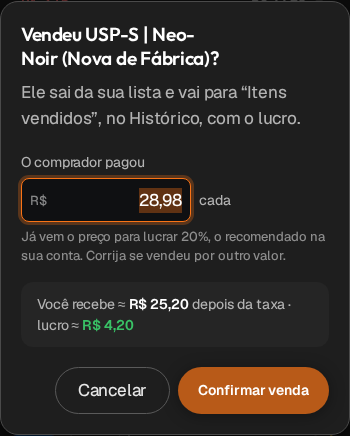 Vendeu USP-S | Neo-
Noir (Nova de Fábrica)?
Ele sai da sua lista e vai para “Itens
vendidos”, no Histórico, com o lucro.
O comprador pagou
R$ 28,98 cada
Já vem o preço para lucrar 20%, o recomendado na
sua conta. Corrija se vendeu por outro valor.
Você recebe ≈ R$ 25,20 depois da taxa ·
lucro ≈ R$ 4,20
Cancelar
Confirmar venda